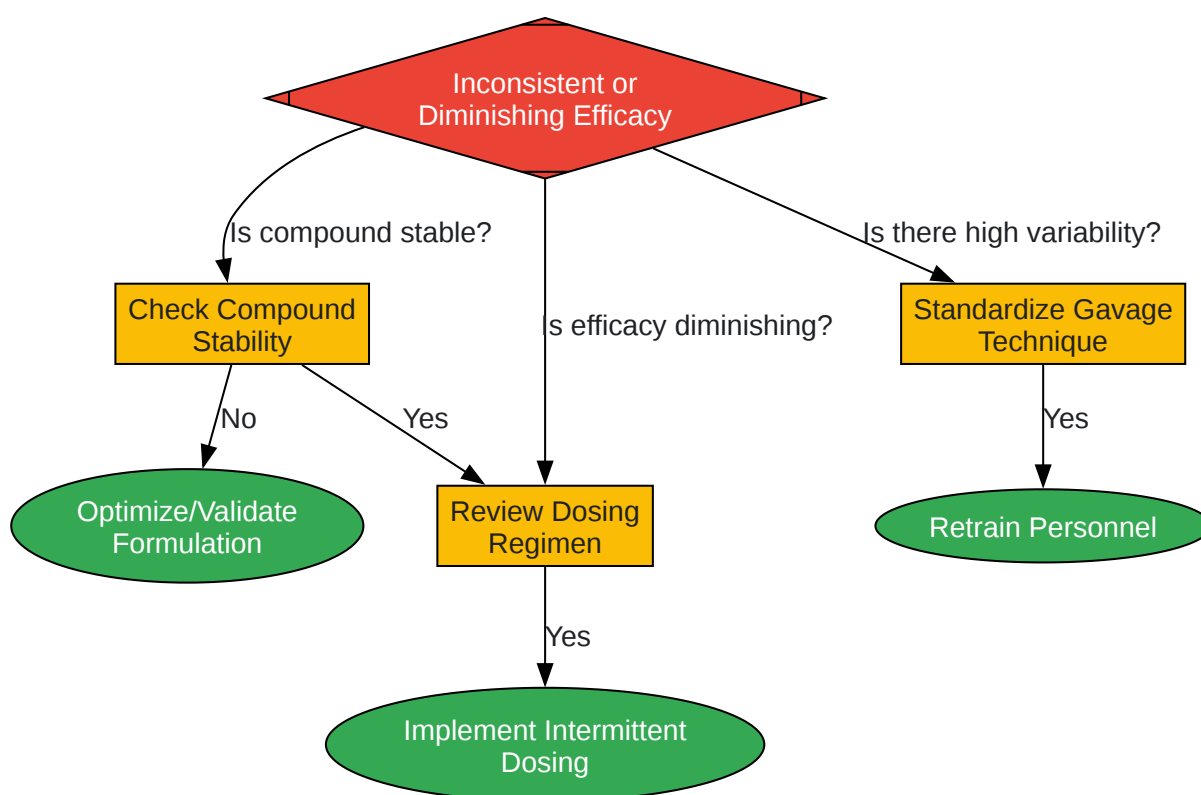 Inconsistent or
Diminishing Efficacy
Is compound stable?
Is there high variability?
Check Compound
Stability
Is efficacy diminishing?
Standardize Gavage
Technique
No
Yes
Yes
Optimize/Validate
Formulation
Review Dosing
Regimen
Retrain Personnel
Yes
Implement Intermittent
Dosing